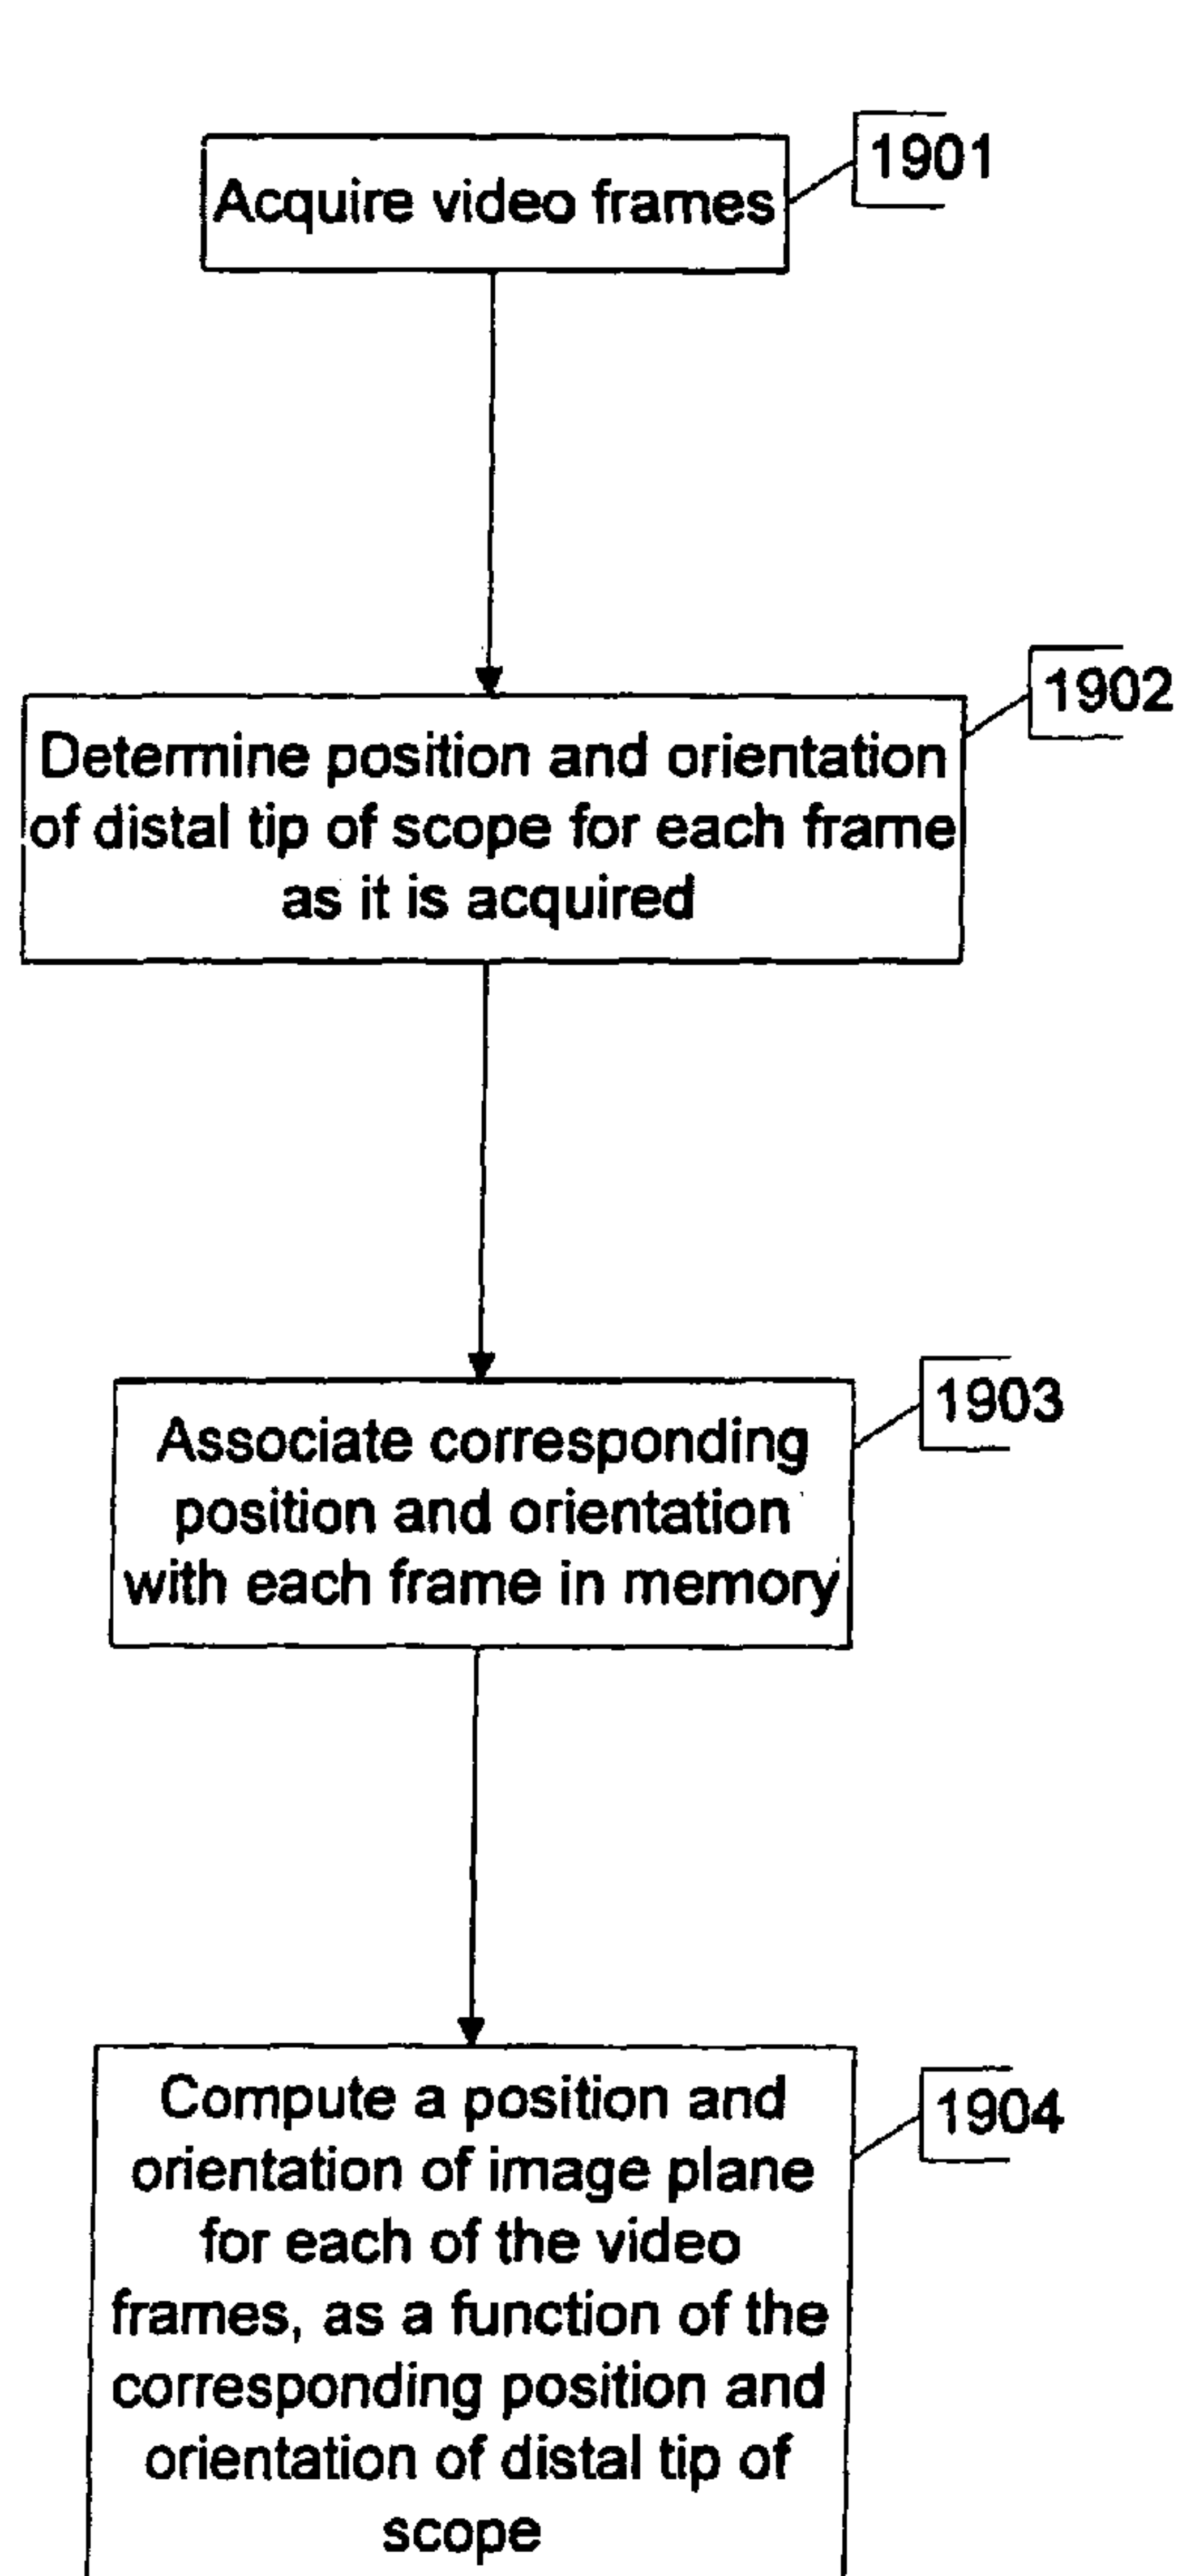 1901
Acquire video frames
1902
Determine position and orientation
of distal tip of scope for each frame
as it is acquired
1903
Associate corresponding
position and orientation
with each frame in memory
1904
Compute a position and
orientation of image plane
for each of the video
frames, as a function of the
corresponding position and
orientation of distal tip of
scope